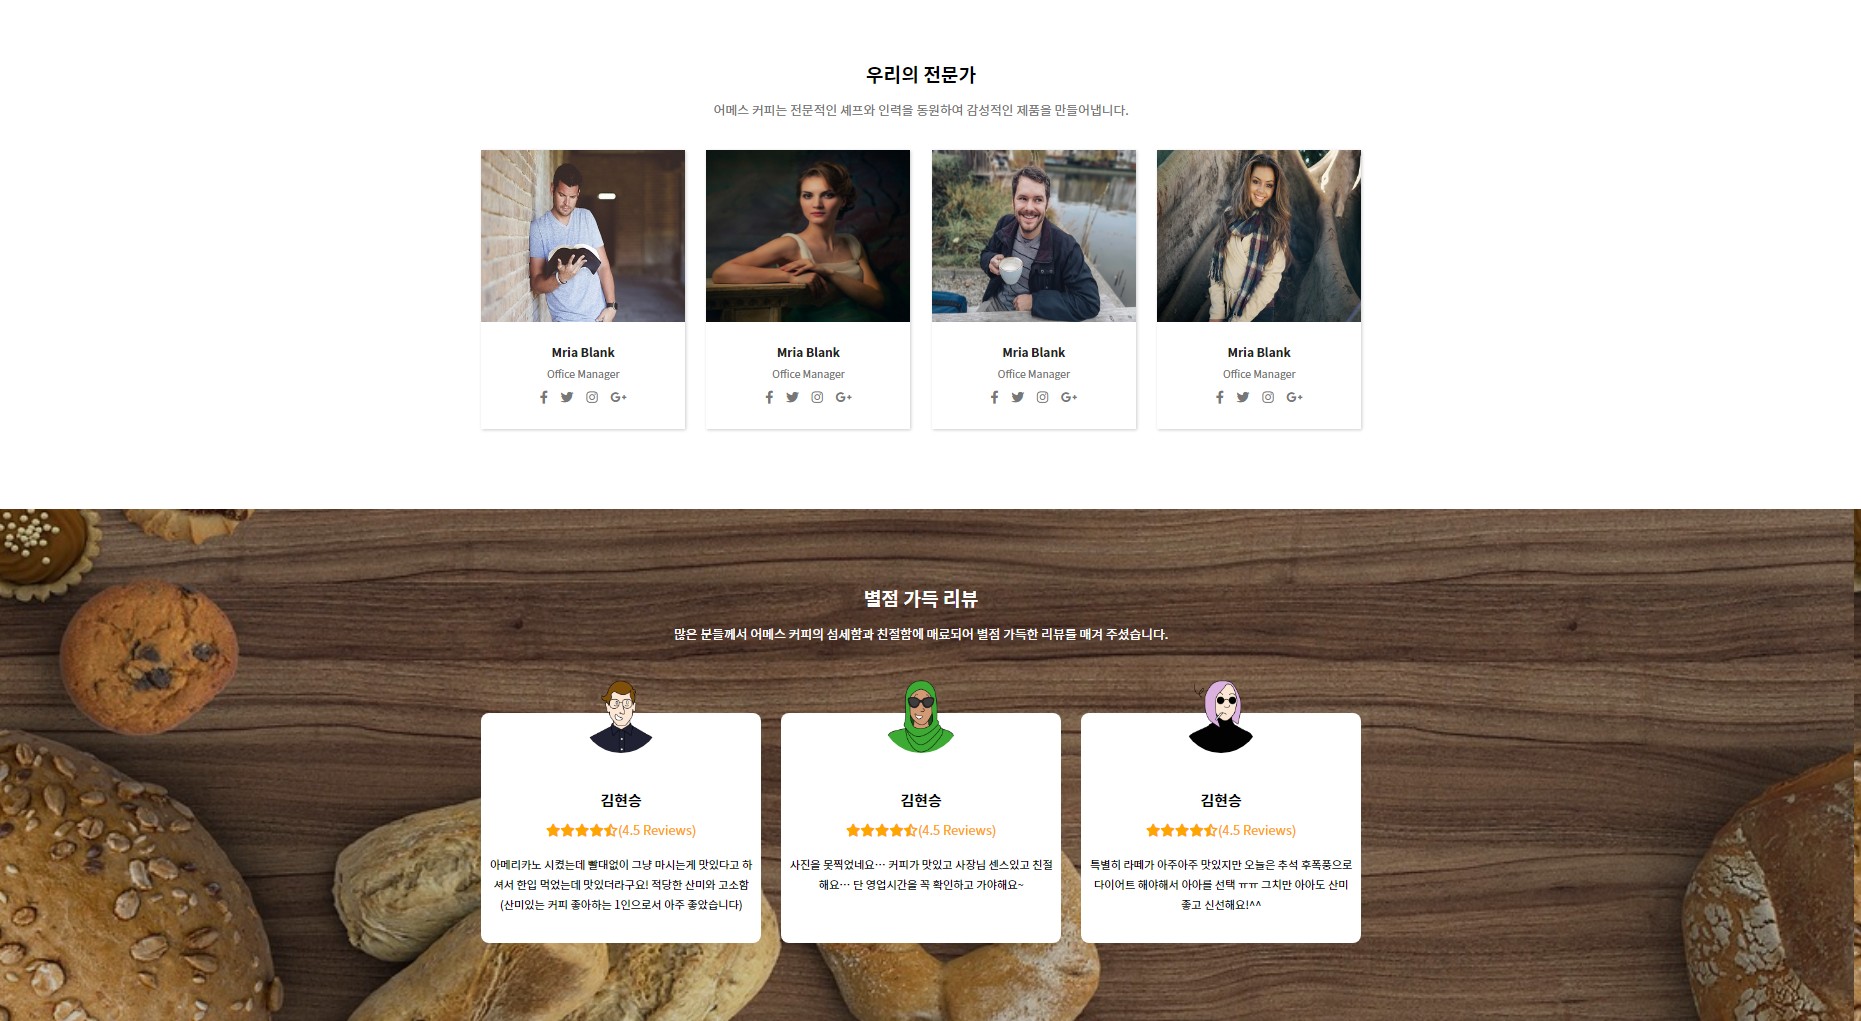 우리의 전문가
어메스 커피는 전문적인 셰프와 인력을 동원하여 감성적인 제품을 만들어냅니다.
Mria Blank
Office Manager
Mria Blank
Office Manager
Mria Blank
Office Manager
Mria Blank
Office Manager
별점 가득 리뷰
많은 분들께서 어메스 커피의 섬세함과 친절함에 매료되어 별점 가득한 리뷰를 매겨 주셨습니다.
김현승
(4.5 Reviews)
아메리카노 시켰는데 빨대없이 그냥 마시는게 맛있다고 하
셔서 한입 먹었는데 맛있더라구요! 적당한 산미와 고소함
(산미있는 커피 좋아하는 1인으로서 아주 좋았습니다)
김현승
(4.5 Reviews)
사진을 못찍었네요… 커피가 맛있고 사장님 센스있고 친절
해요… 단 영업시간을 꼭 확인하고 가야해요~
김현승
(4.5 Reviews)
특별히 라떼가 아주아주 맛있지만 오늘은 추석 후폭풍으로
다이어트 해야해서 아아를 선택 ㅠㅠ 그치만 아아도 산미
좋고 신선해요!^^